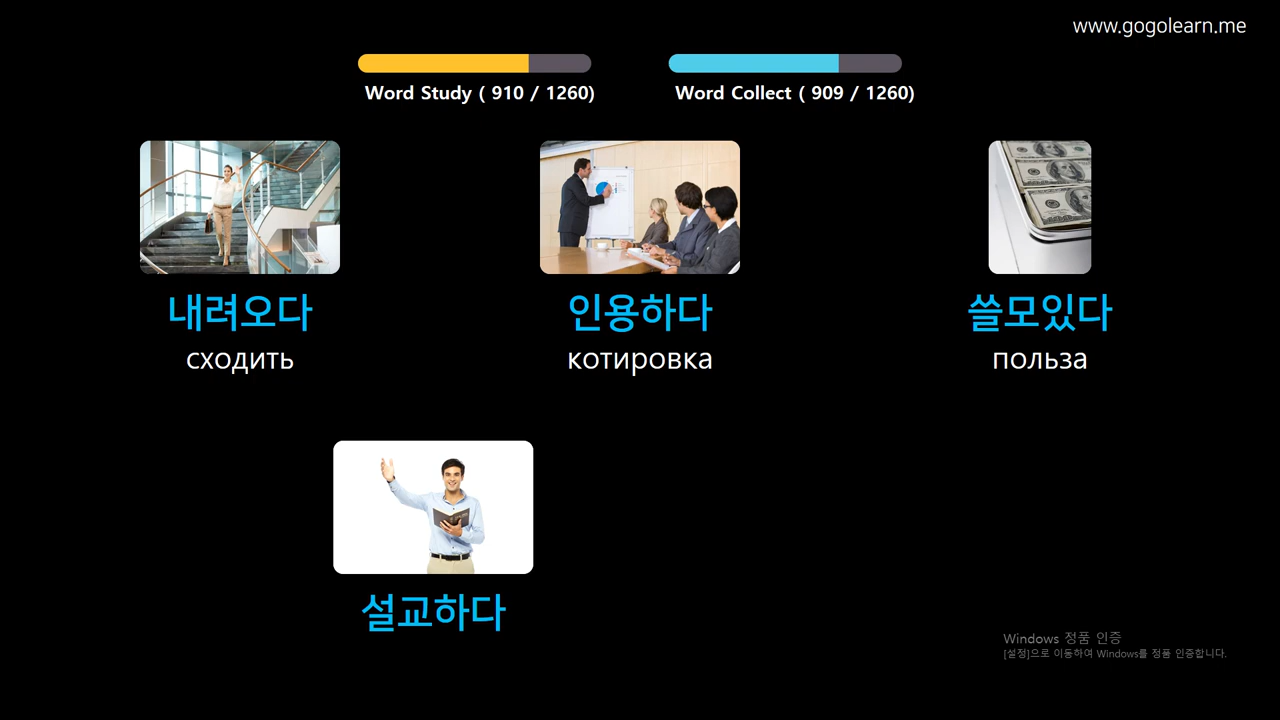 www.gogolearn.me
Word Study ( 910 / 1260)
Word Collect ( 909 / 1260)
내려오다
сходить
인용하다
котировка
쓸모있다
польза
설교하다
Windows 정품 인증
[설정]으로 이동하여 Windows를 정품 인증합니다.